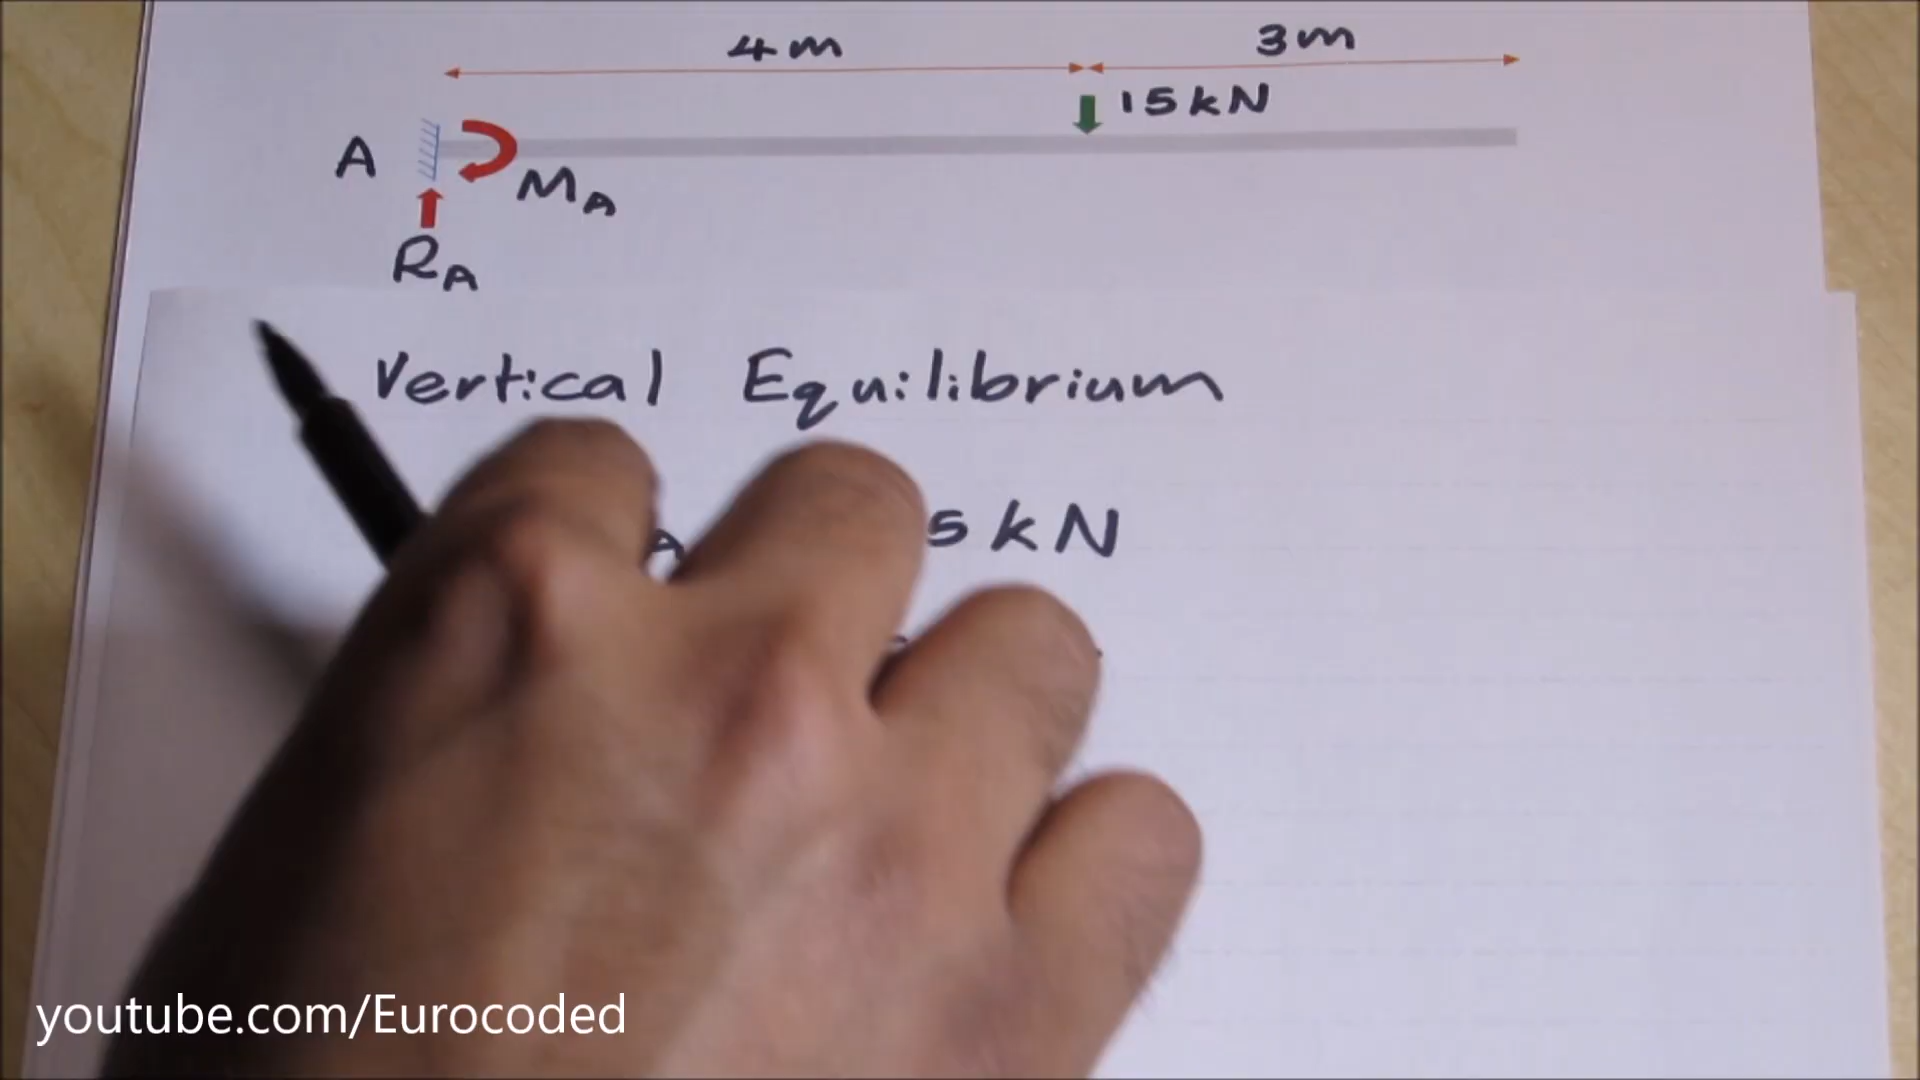 4m 3m
15kN
A
MA
RA
Vertical Equilibrium
A 5kN
youtube.com/Eurocoded